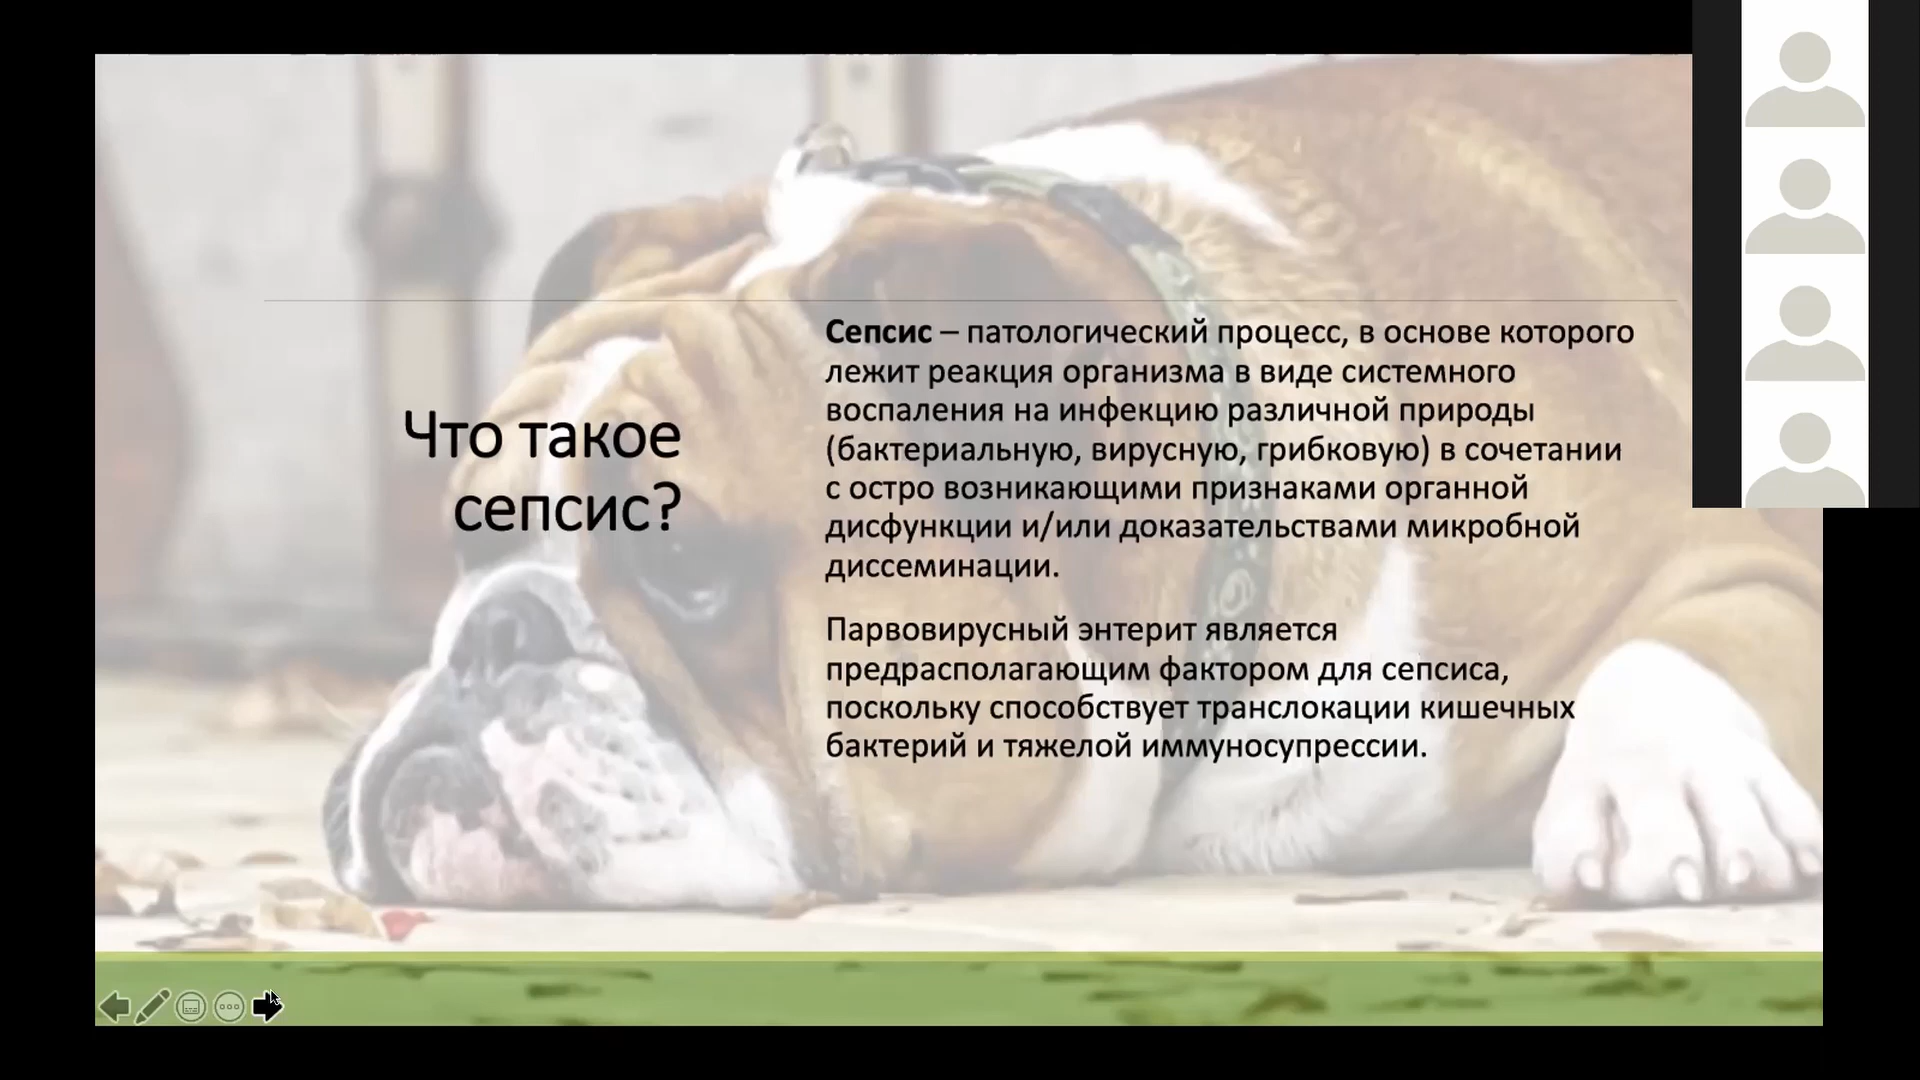 Что такое
сепсис?
Сепсис – патологический процесс, в основе которого
лежит реакция организма в виде системного
воспаления на инфекцию различной природы
(бактериальную, вирусную, грибковую) в сочетании
с остро возникающими признаками органной
дисфункции и/или доказательствами микробной
диссеминации.
Парвовирусный энтерит является
предрасполагающим фактором для сепсиса,
поскольку способствует транслокации кишечных
бактерий и тяжелой иммуносупрессии.